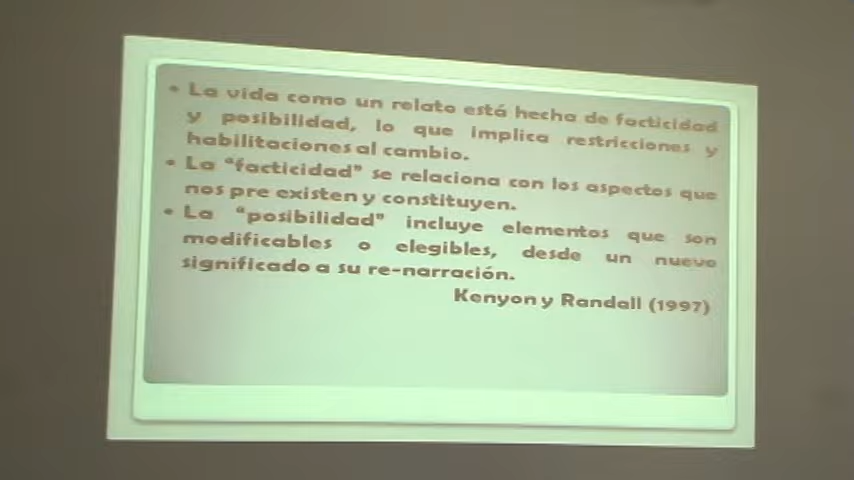 • La vida como un relato está hecha de facticidad
y posibilidad, lo que implica restricciones y
habilitaciones al cambio.
• La "facticidad" se relaciona con los aspectos que
nos pre existen y constituyen.
• La "posibilidad" incluye elementos que son
modificables o elegibles, desde un nuevo
significado a su re-narración.
Kenyon y Randall (1997)